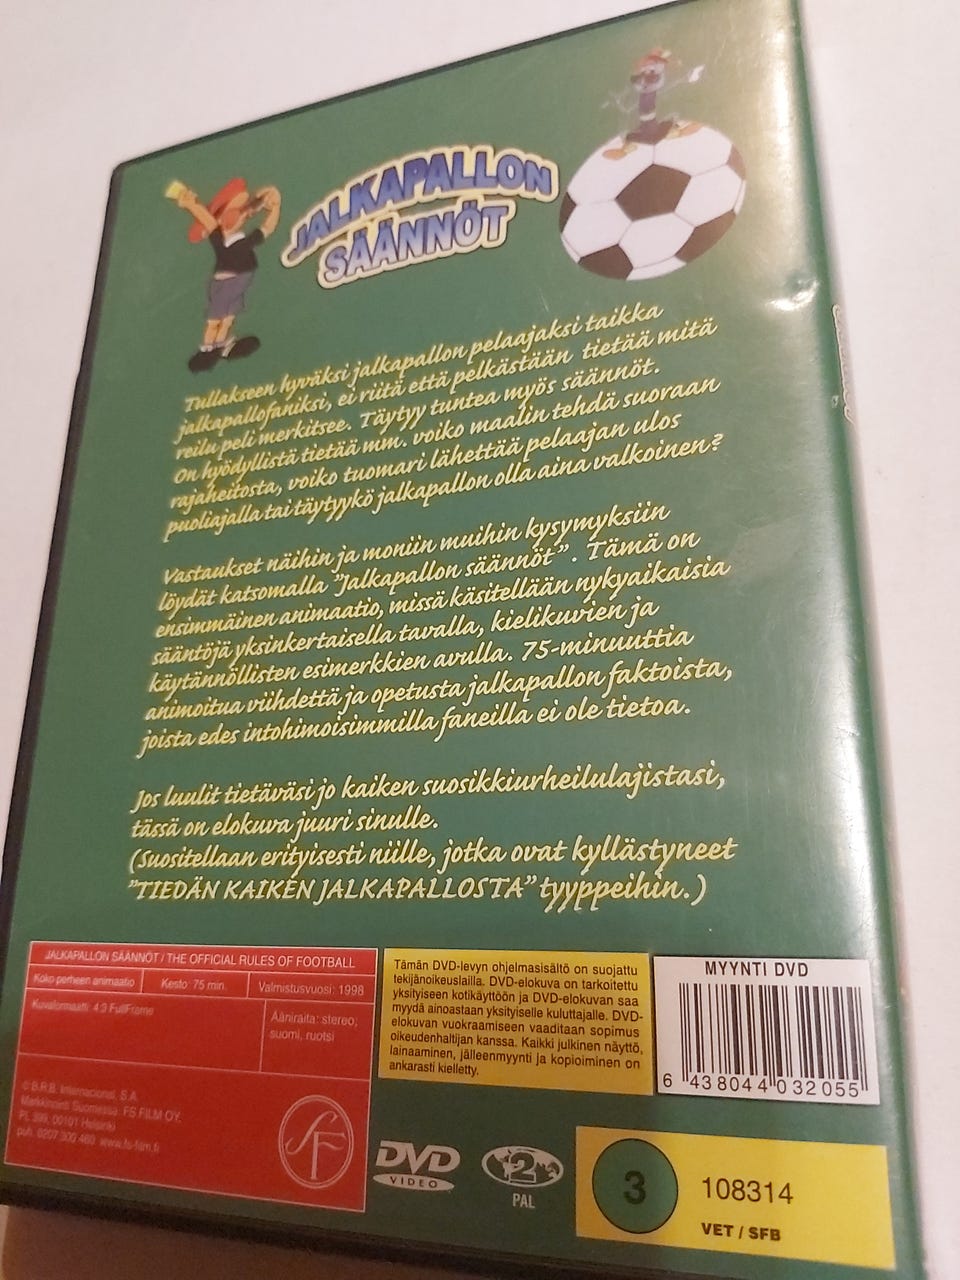 JALKAPALLON
SÄÄNNÖT
Tullakseen hyväksi jalkapallon pelaajaksi taikka
jalkapallofaniksi, ei riitä että pelkästään tietää mitä
reilu peli merkitsee. Täytyy tuntea myös säännöt.
On hyödyllistä tietää mm. voiko maalin tehdä suoraan
rajaheitosta, voiko tuomari lähettää pelaajan ulos
puoliajalla tai täytyykö jalkapallon olla aina valkoinen?
Vastaukset näihin ja moniin muihin kysymyksiin
löydät katsomalla "Jalkapallon säännöt". Tämä on
ensimmäinen animaatio, missä käsitellään nykyaikaisia
sääntöjä yksinkertaisella tavalla, kielikuvien ja
käytännöllisten esimerkkien avulla. 75-minuuttia
animoitua viihdettä ja opetusta jalkapallon faktoista,
joista edes intohimoisimmilla faneilla ei ole tietoa.
Jos luulit tietäväsi jo kaiken suosikkiurheilulajistasi,
tässä on elokuva juuri sinulle.
(Suositellaan erityisesti niille, jotka ovat kyllästyneet
"TIEDÄN KAIKEN JALKAPALLOSTA" tyyppeihin.)
JALKAPALLON SÄÄNNÖT / THE OFFICIAL RULES OF FOOTBALL
Koko perheen animaatio Kesto: 75 min. Valmistusvuosi: 1998
Kuvaformaatti: 4:3 FullFrame
Ääniraita: stereo;
suomi, ruotsi
© B.R.B. Internacional, S.A.
Markkinointi Suomessa: FS FILM OY,
PL 399, 00101 Helsinki
puh. 0207 300 460 www.fs-film.fi
SF
Tämän DVD-levyn ohjelmasisältö on suojattu
tekijänoikeuslailla. DVD-elokuva on tarkoitettu
yksityiseen kotikäyttöön ja DVD-elokuvan saa
myydä ainoastaan yksityiselle kuluttajalle. DVD-
elokuvan vuokraamiseen vaaditaan sopimus
oikeudenhaltijan kanssa. Kaikki julkinen näyttö,
lainaaminen, jälleenmyynti ja kopioiminen on
ankarasti kielletty.
MYYNTI DVD
6 438044 032055
DVD
VIDEO
2
PAL
3
108314
VET / SFB